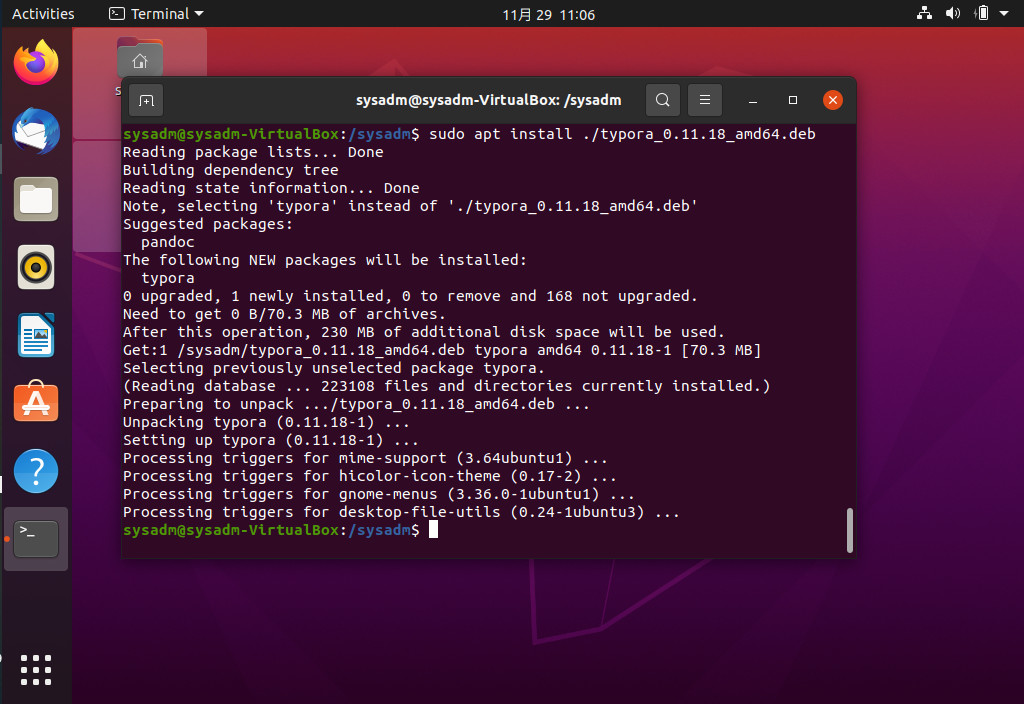 Activities
Terminal
11月 29 11:06
s
sysadm@sysadm-VirtualBox: /sysadm
sysadm@sysadm-VirtualBox:/sysadm$ sudo apt install ./typora_0.11.18_amd64.deb
Reading package lists... Done
Building dependency tree
Reading state information... Done
Note, selecting 'typora' instead of './typora_0.11.18_amd64.deb'
Suggested packages:
  pandoc
The following NEW packages will be installed:
  typora
0 upgraded, 1 newly installed, 0 to remove and 168 not upgraded.
Need to get 0 B/70.3 MB of archives.
After this operation, 230 MB of additional disk space will be used.
Get:1 /sysadm/typora_0.11.18_amd64.deb typora amd64 0.11.18-1 [70.3 MB]
Selecting previously unselected package typora.
(Reading database ... 223108 files and directories currently installed.)
Preparing to unpack .../typora_0.11.18_amd64.deb ...
Unpacking typora (0.11.18-1) ...
Setting up typora (0.11.18-1) ...
Processing triggers for mime-support (3.64ubuntu1) ...
Processing triggers for hicolor-icon-theme (0.17-2) ...
Processing triggers for gnome-menus (3.36.0-1ubuntu1) ...
Processing triggers for desktop-file-utils (0.24-1ubuntu3) ...
sysadm@sysadm-VirtualBox:/sysadm$